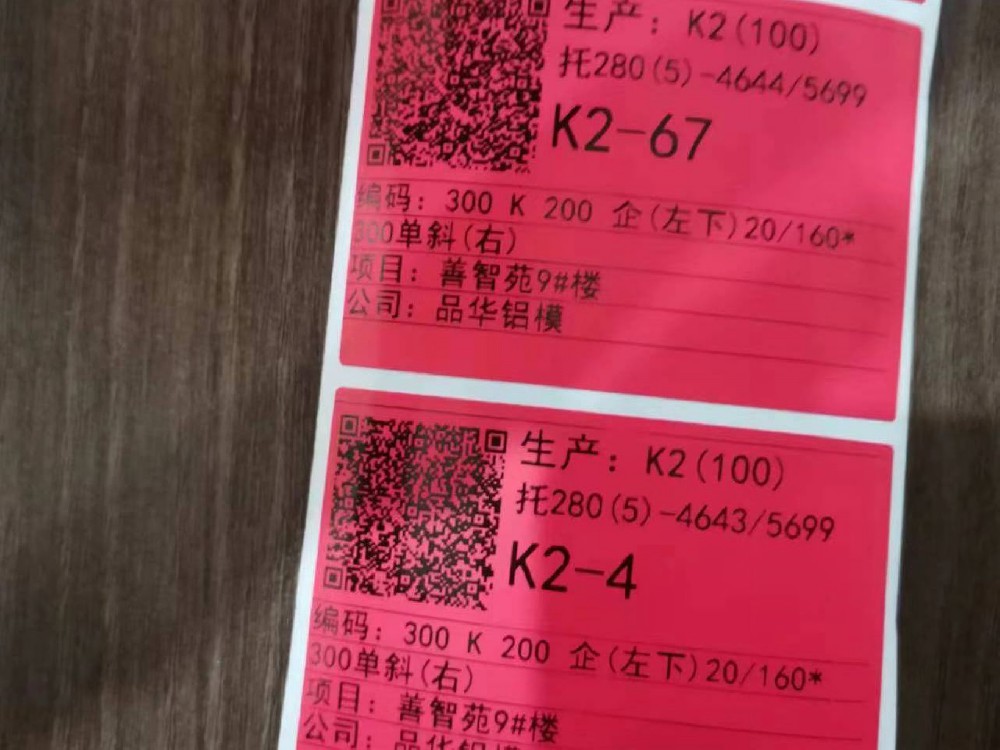 生产: K2(100)
托280(5)-4644/5699
K2-67
编码: 300 K 200 企(左下)20/160*
300单斜(右)
项目: 善智苑9#楼
公司: 品华铝模
生产: K2(100)
托280(5)-4643/5699
K2-4
编码: 300 K 200 企(左下)20/160*
300单斜(右)
项目: 善智苑9#楼
公司: 品华铝模